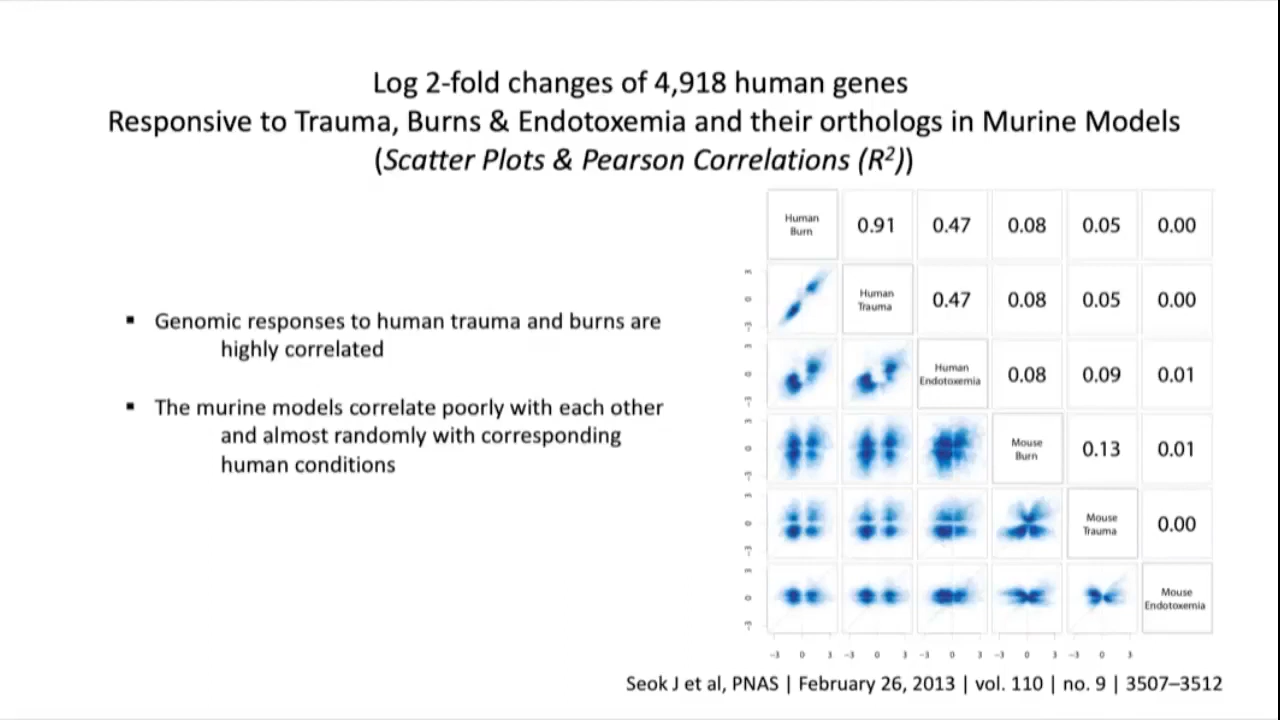 Log 2-fold changes of 4,918 human genes
Responsive to Trauma, Burns & Endotoxemia and their orthologs in Murine Models
(Scatter Plots & Pearson Correlations (R²))
▪ Genomic responses to human trauma and burns are
highly correlated
▪ The murine models correlate poorly with each other
and almost randomly with corresponding
human conditions
Human
Burn
0.91 0.47 0.08 0.05 0.00
Human
Trauma
0.47 0.08 0.05 0.00
Human
Endotoxemia
0.08 0.09 0.01
Mouse
Burn
0.13 0.01
Mouse
Trauma
0.00
Mouse
Endotoxemia
-3 0 3 -3 0 3 -3 0 3 -3 0 3 -3 0 3
Seok J et al, PNAS | February 26, 2013 | vol. 110 | no. 9 | 3507–3512